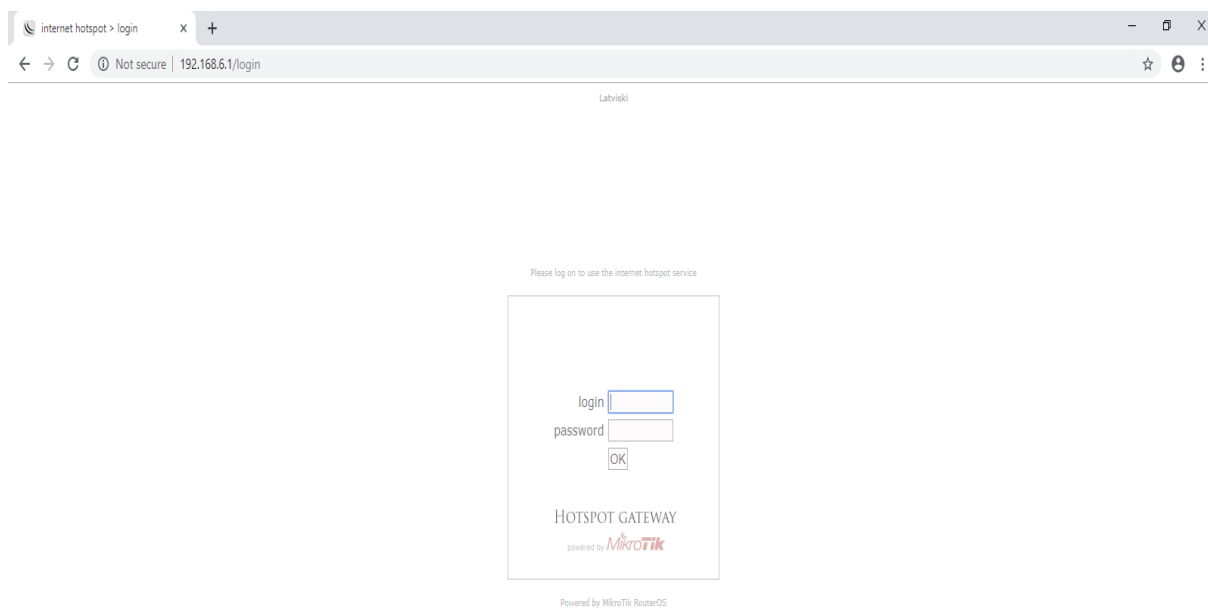 internet hotspot > login
Not secure | 192.168.6.1/login
Latviski
Please log on to use the internet hotspot service
login
password
OK
HOTSPOT GATEWAY
powered by MikroTik
Powered by MikroTik RouterOS